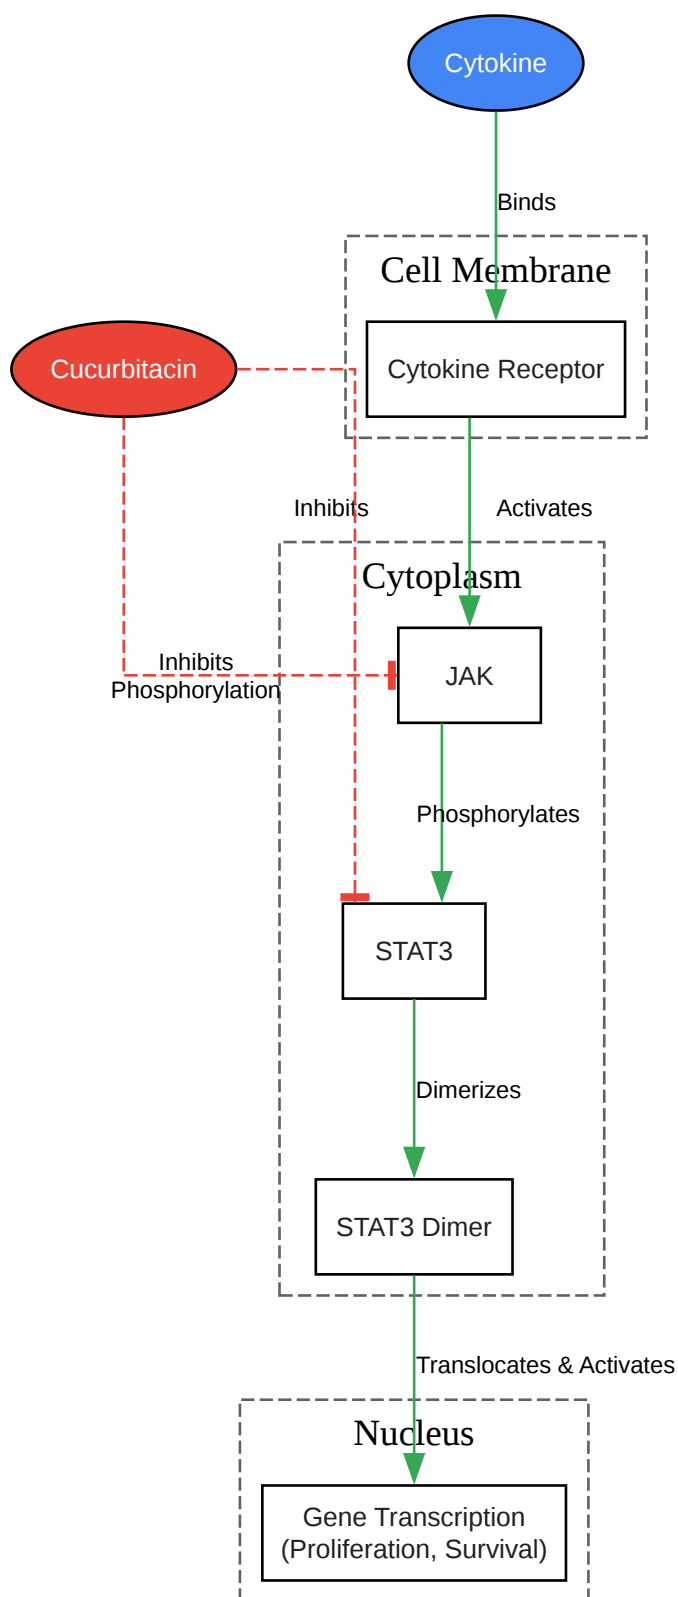 Cytokine
Binds
Cell Membrane
Cucurbitacin
Cytokine Receptor
Inhibits
Activates
Cytoplasm
Inhibits
Phosphorylation
JAK
Phosphorylates
STAT3
Dimerizes
STAT3 Dimer
Translocates & Activates
Nucleus
Gene Transcription
(Proliferation, Survival)